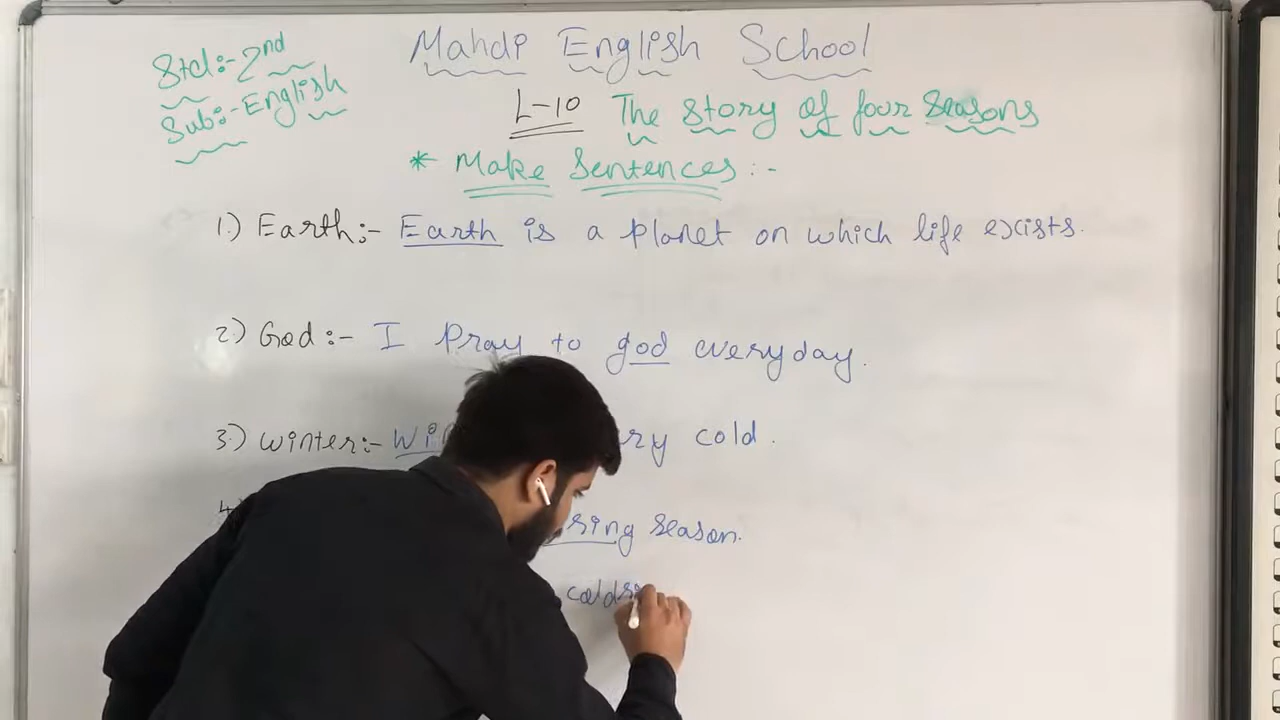 Mahdi English School
Std:- 2nd
Sub:- English
L-10 The Story of four Seasons
* Make Sentences :-
1.) Earth:- Earth is a planet on which life exists.
2.) God:- I Pray to god everyday.
3.) winter:- cold.
season.